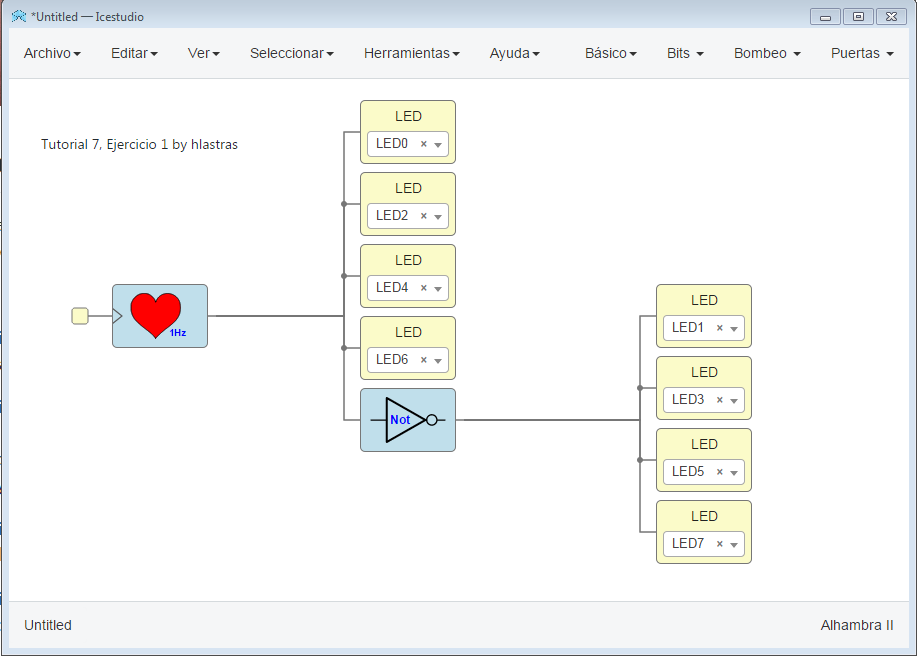 *Untitled — Icestudio
Archivo Editar Ver Seleccionar Herramientas Ayuda Básico Bits Bombeo Puertas
Tutorial 7, Ejercicio 1 by hlastras
LED
LED0 ×
LED
LED2 ×
LED
LED4 ×
LED
LED6 ×
1Hz
Not
LED
LED1 ×
LED
LED3 ×
LED
LED5 ×
LED
LED7 ×
Untitled Alhambra II